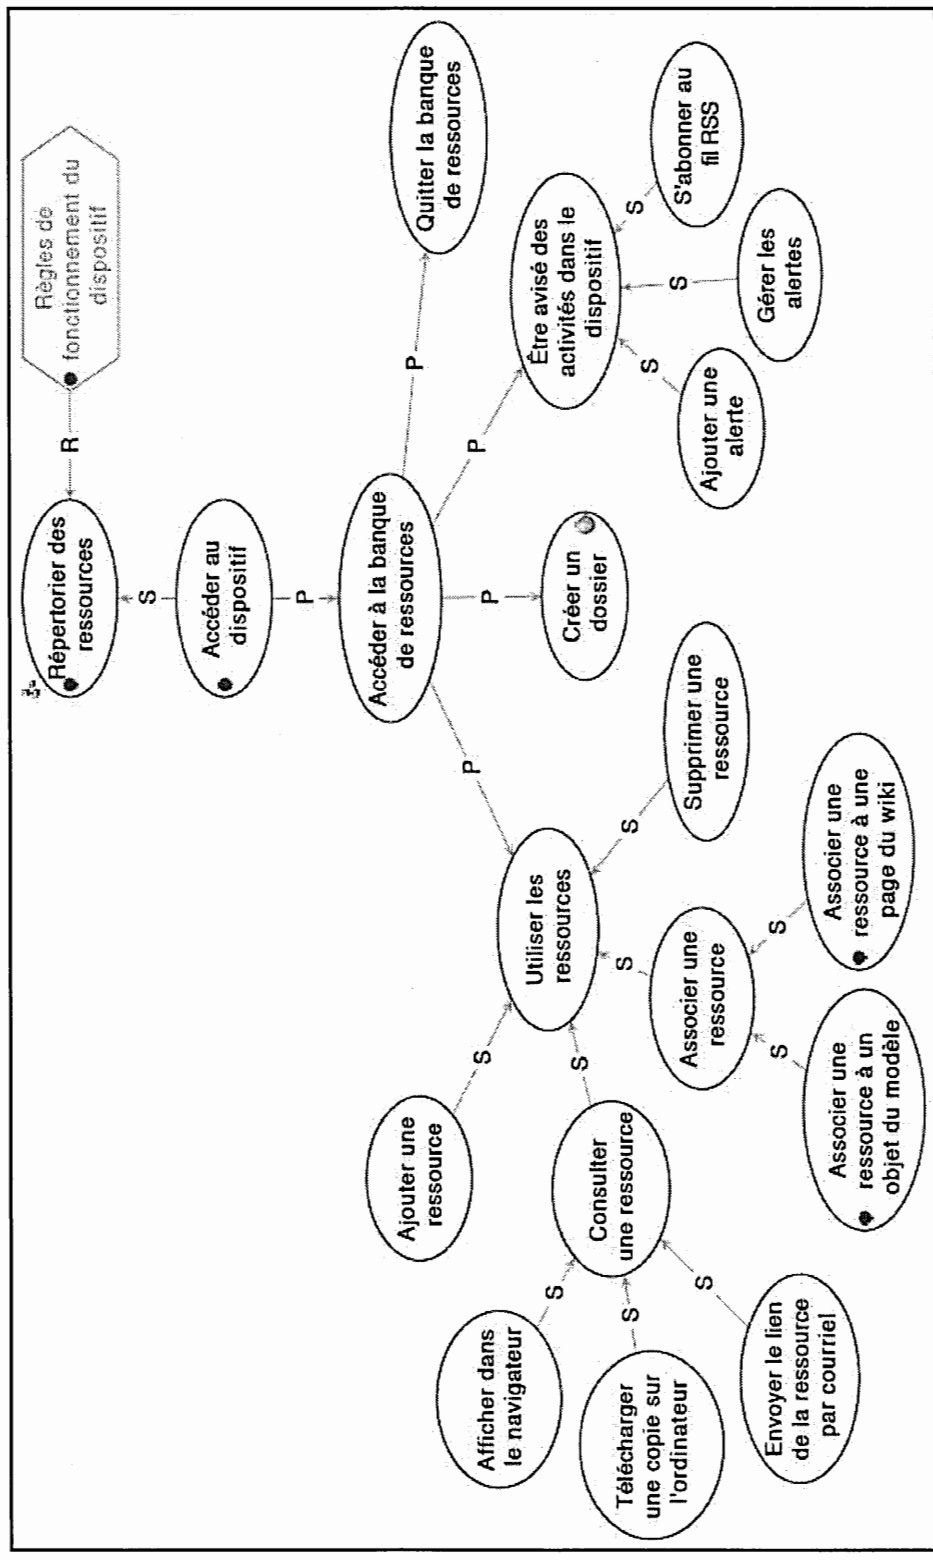 Règles de
fonctionnement du
dispositif
R
Répertorier des
ressources
S
Accéder au
dispositif
P
Accéder à la banque
de ressources
P
Quitter la banque
de ressources
P
Être avisé des
activités dans le
dispositif
S
S'abonner au
fil RSS
S
Gérer les
alertes
S
Ajouter une
alerte
P
Créer un
dossier
P
Utiliser les
ressources
S
Supprimer une
ressource
S
Associer une
ressource
S
Associer une
ressource à une
page du wiki
S
Associer une
ressource à un
objet du modèle
S
Ajouter une
ressource
S
Consulter
une ressource
S
Afficher dans
le navigateur
S
Télécharger
une copie sur
l'ordinateur
S
Envoyer le lien
de la ressource
par courriel